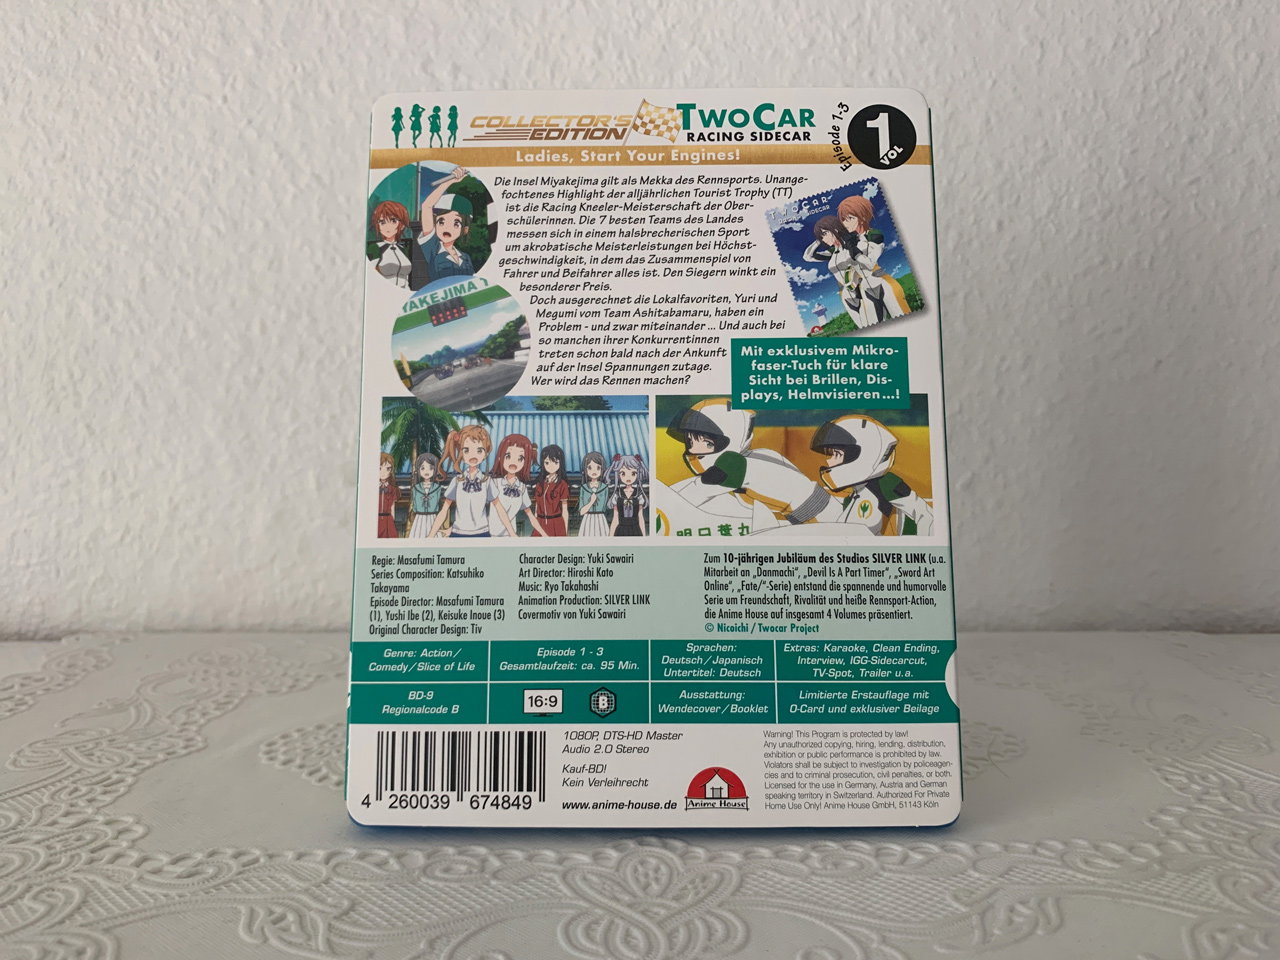 COLLECTOR'S
EDITION
TWOCAR
RACING SIDECAR
Episode 1-3
1
VOL
Ladies, Start Your Engines!
Die Insel Miyakejima gilt als Mekka des Rennsports. Unange-
fochtenes Highlight der alljährlichen Tourist Trophy (TT)
ist die Racing Kneeler-Meisterschaft der Ober-
schülerinnen. Die 7 besten Teams des Landes
messen sich in einem halsbrecherischen Sport
um akrobatische Meisterleistungen bei Höchst-
geschwindigkeit, in dem das Zusammenspiel von
Fahrer und Beifahrer alles ist. Den Siegern winkt ein
besonderer Preis.
Doch ausgerechnet die Lokalfavoriten, Yuri und
Megumi vom Team Ashitabamaru, haben ein
Problem - und zwar miteinander ... Und auch bei
so manchen ihrer Konkurrentinnen
treten schon bald nach der Ankunft
auf der Insel Spannungen zutage.
Wer wird das Rennen machen?
TWOCAR
RACING SIDECAR
YAKEJIMA T
Mit exklusivem Mikro-
faser-Tuch für klare
Sicht bei Brillen, Dis-
plays, Helmvisieren ...!
明日葉丸
Regie: Masafumi Tamura
Series Composition: Katsuhiko
Takayama
Episode Director: Masafumi Tamura
(1), Yushi Ibe (2), Keisuke Inoue (3)
Original Character Design: Tiv
Character Design: Yuki Sawairi
Art Director: Hiroshi Kato
Music: Ryo Takahashi
Animation Production: SILVER LINK
Covermotiv von Yuki Sawairi
Zum 10-jährigen Jubiläum des Studios SILVER LINK (u.a.
Mitarbeit an „Danmachi“, „Devil Is A Part Timer“, „Sword Art
Online“, „Fate/“-Serie) entstand die spannende und humorvolle
Serie um Freundschaft, Rivalität und heiße Rennsport-Action,
die Anime House auf insgesamt 4 Volumes präsentiert.
© Nicoichi / Twocar Project
Genre: Action/
Comedy/Slice of Life
Episode 1 - 3
Gesamtlaufzeit: ca. 95 Min.
Sprachen:
Deutsch/Japanisch
Untertitel: Deutsch
Extras: Karaoke, Clean Ending,
Interview, IGG-Sidecarcut,
TV-Spot, Trailer u.a.
BD-9
Regionalcode B
16:9
B
Ausstattung:
Wendecover/Booklet
Limitierte Erstauflage mit
O-Card und exklusiver Beilage
4 260039 674849
1080P, DTS-HD Master
Audio 2.0 Stereo
Kauf-BD!
Kein Verleihrecht
www.anime-house.de
Anime House
Warning! This Program is protected by law!
Any unauthorized copying, hiring, lending, distribution,
exhibition or public performance is prohibited by law.
Violators shall be subject to investigation by policeagen-
cies and to criminal prosecution, civil penalties, or both.
Licensed for the use in Germany, Austria and German
speaking territory in Switzerland. Authorized For Private
Home Use Only! Anime House GmbH, 51143 Köln